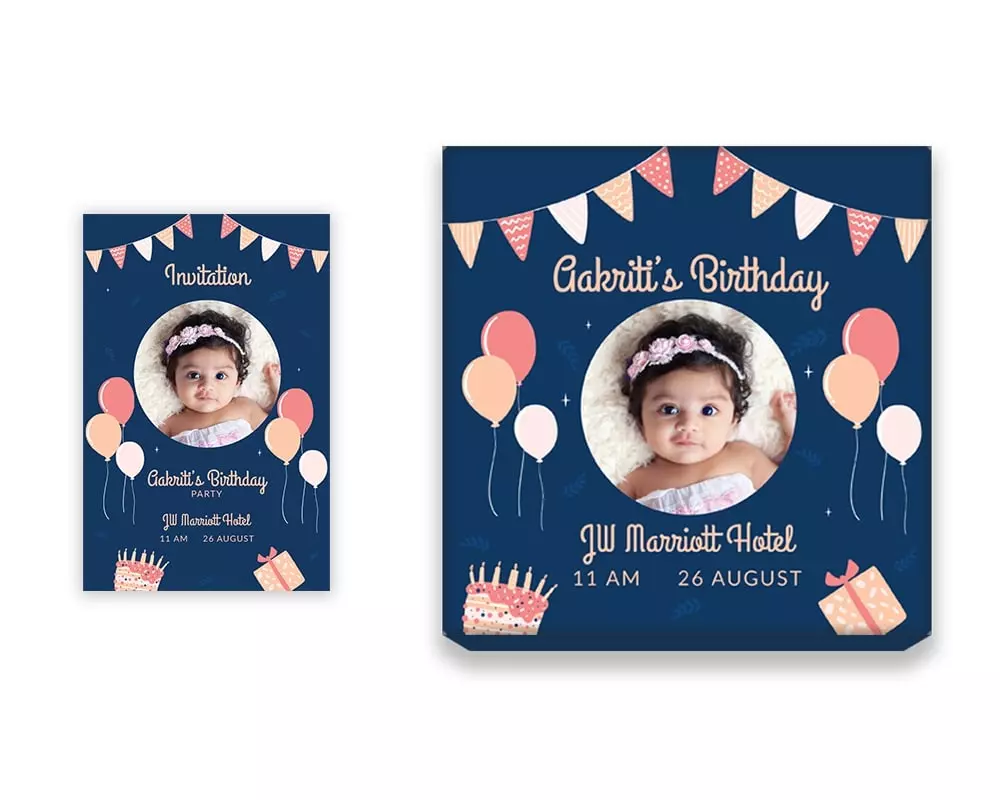 Invitation
Aakriti's Birthday
PARTY
JW Marriott Hotel
11 AM 26 AUGUST
Aakriti's Birthday
JW Marriott Hotel
11 AM 26 AUGUST